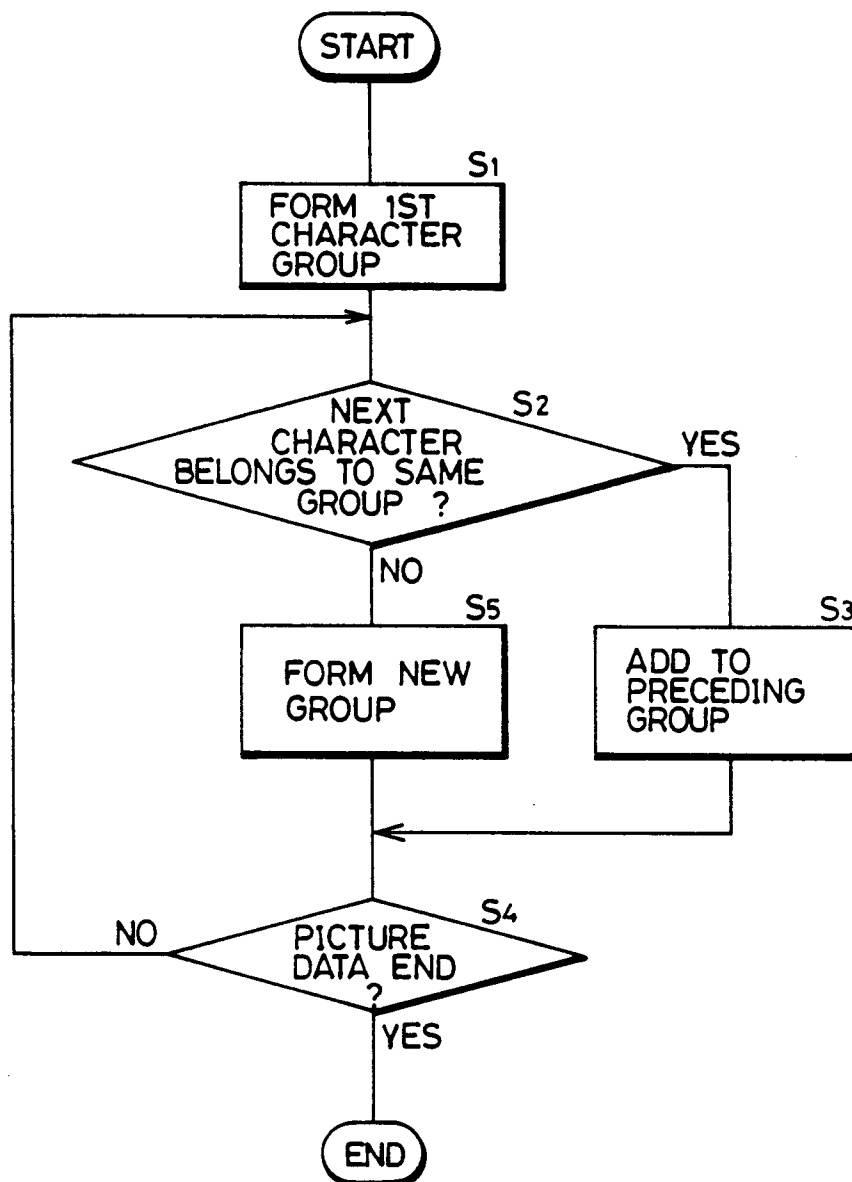 START
S1
FORM 1ST
CHARACTER
GROUP
S2
NEXT
CHARACTER
BELONGS TO SAME
GROUP ?
YES
NO
S5
FORM NEW
GROUP
S3
ADD TO
PRECEDING
GROUP
S4
PICTURE
DATA END
?
NO
YES
END